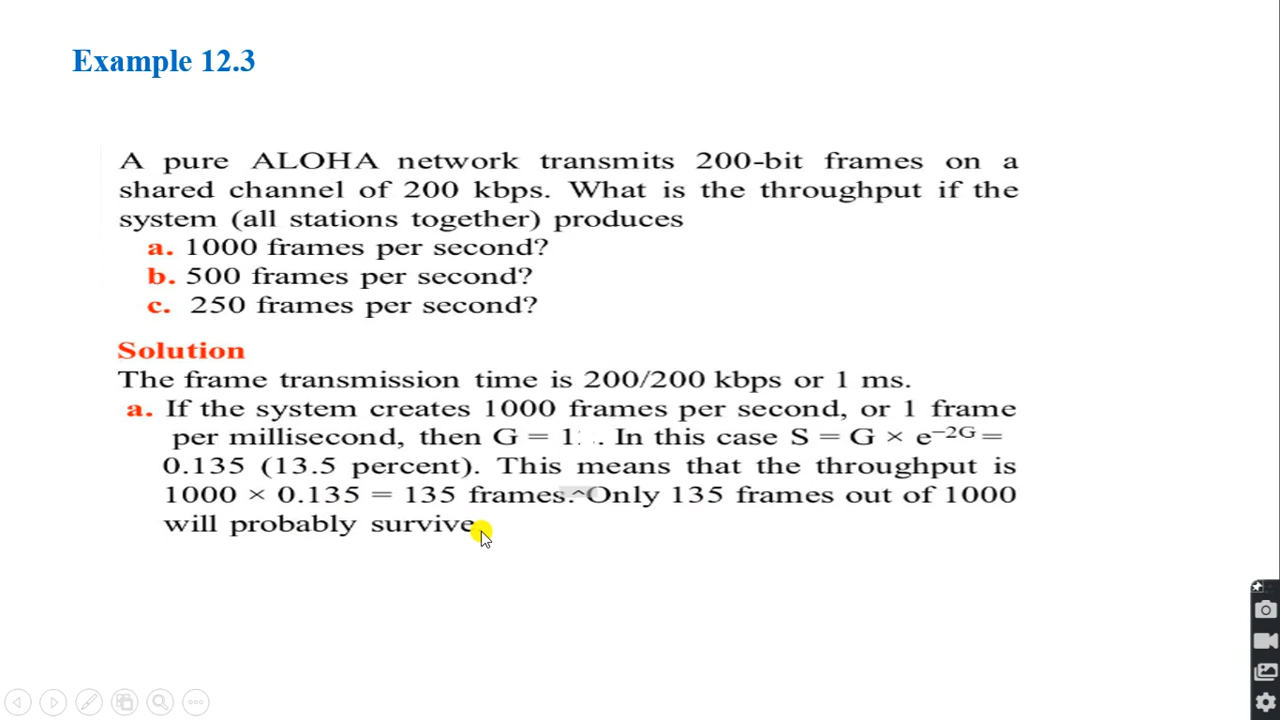 Example 12.3
A pure ALOHA network transmits 200-bit frames on a
shared channel of 200 kbps. What is the throughput if the
system (all stations together) produces
a. 1000 frames per second?
b. 500 frames per second?
c. 250 frames per second?
Solution
The frame transmission time is 200/200 kbps or 1 ms.
a. If the system creates 1000 frames per second, or 1 frame
per millisecond, then G = 1 . In this case S = G × e⁻²ᴳ =
0.135 (13.5 percent). This means that the throughput is
1000 × 0.135 = 135 frames. Only 135 frames out of 1000
will probably survive